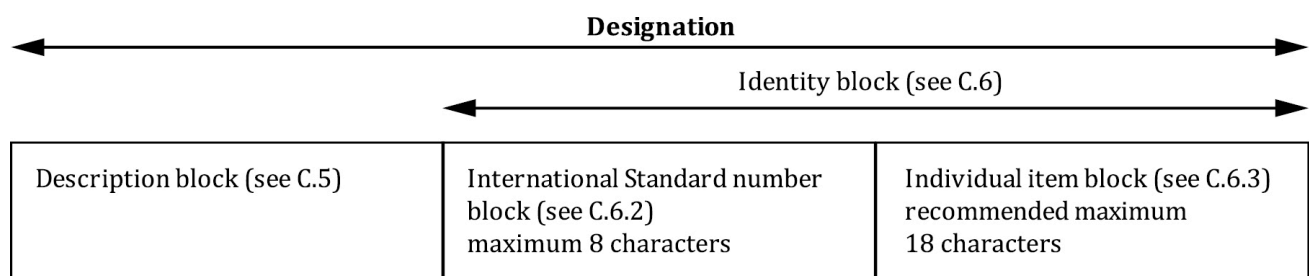 Designation
Identity block (see C.6)
Description block (see C.5)
International Standard number
block (see C.6.2)
maximum 8 characters
Individual item block (see C.6.3)
recommended maximum
18 characters